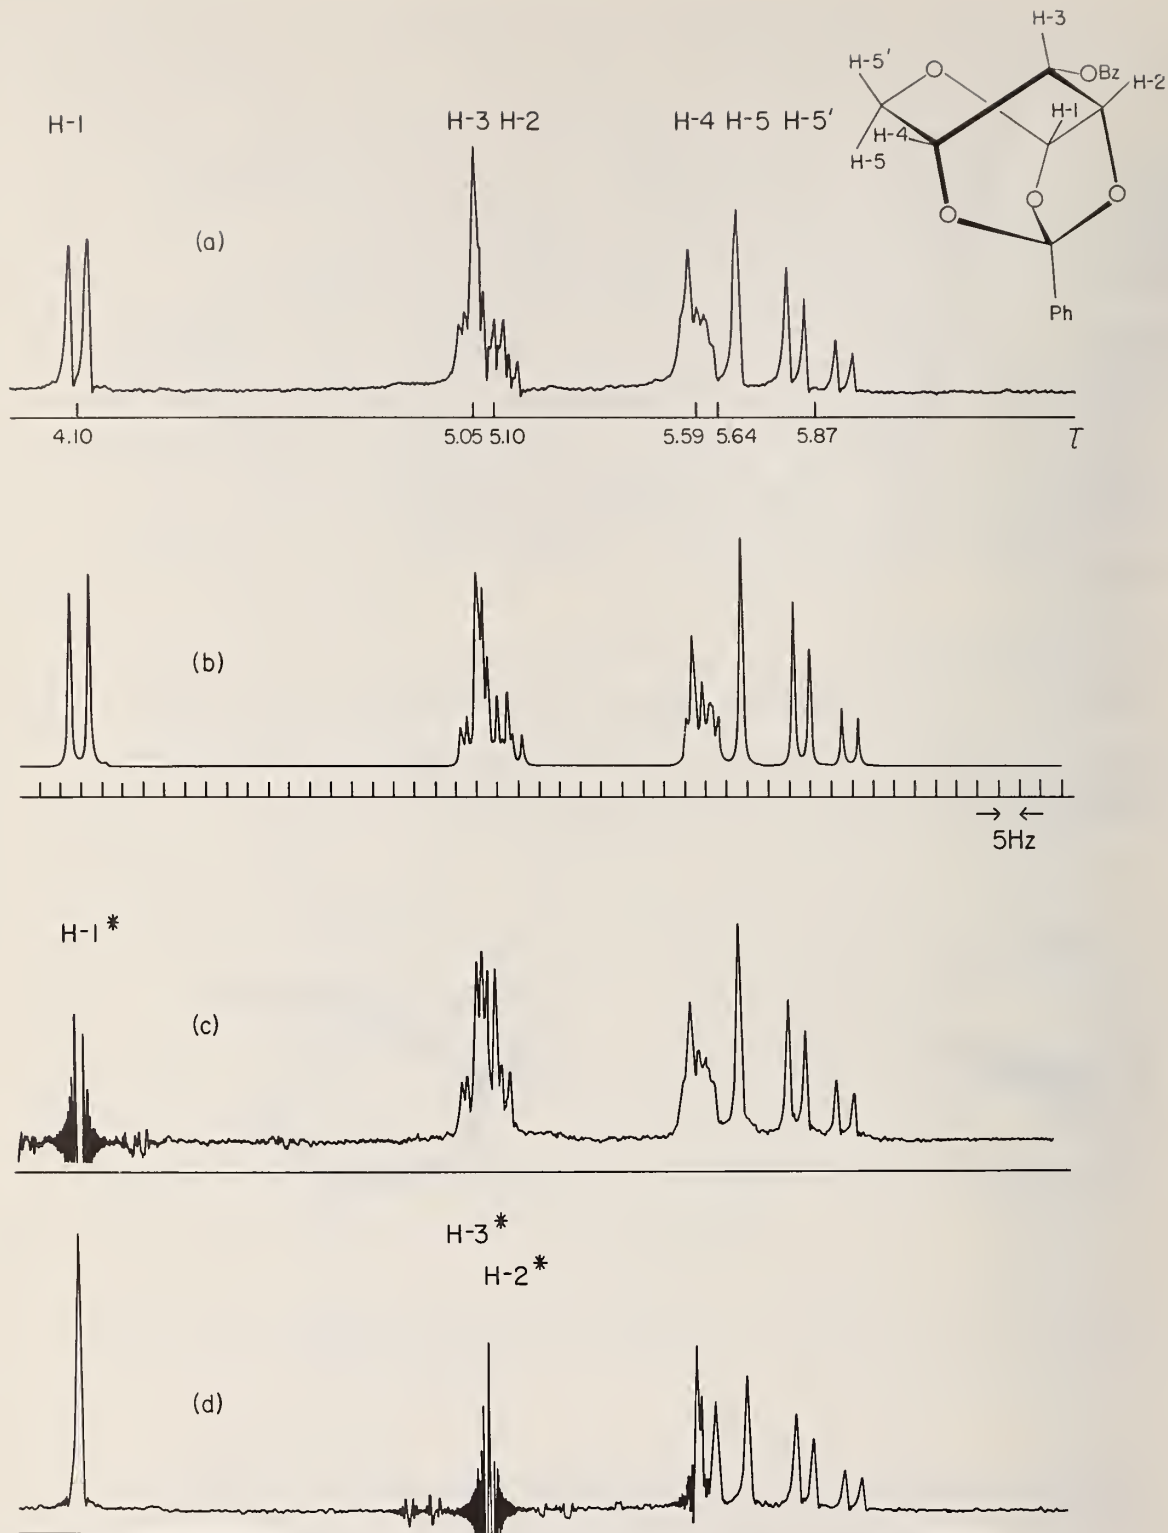 H-3
H-5'
O
OBz
H-2
H-1
H-1
H-3 H-2
H-4 H-5 H-5'
H-4
H-5
O
O
O
(a)
Ph
4.10
5.05 5.10
5.59 5.64 5.87 τ
(b)
→ ←
5Hz
H-1*
(c)
H-3*
H-2*
(d)